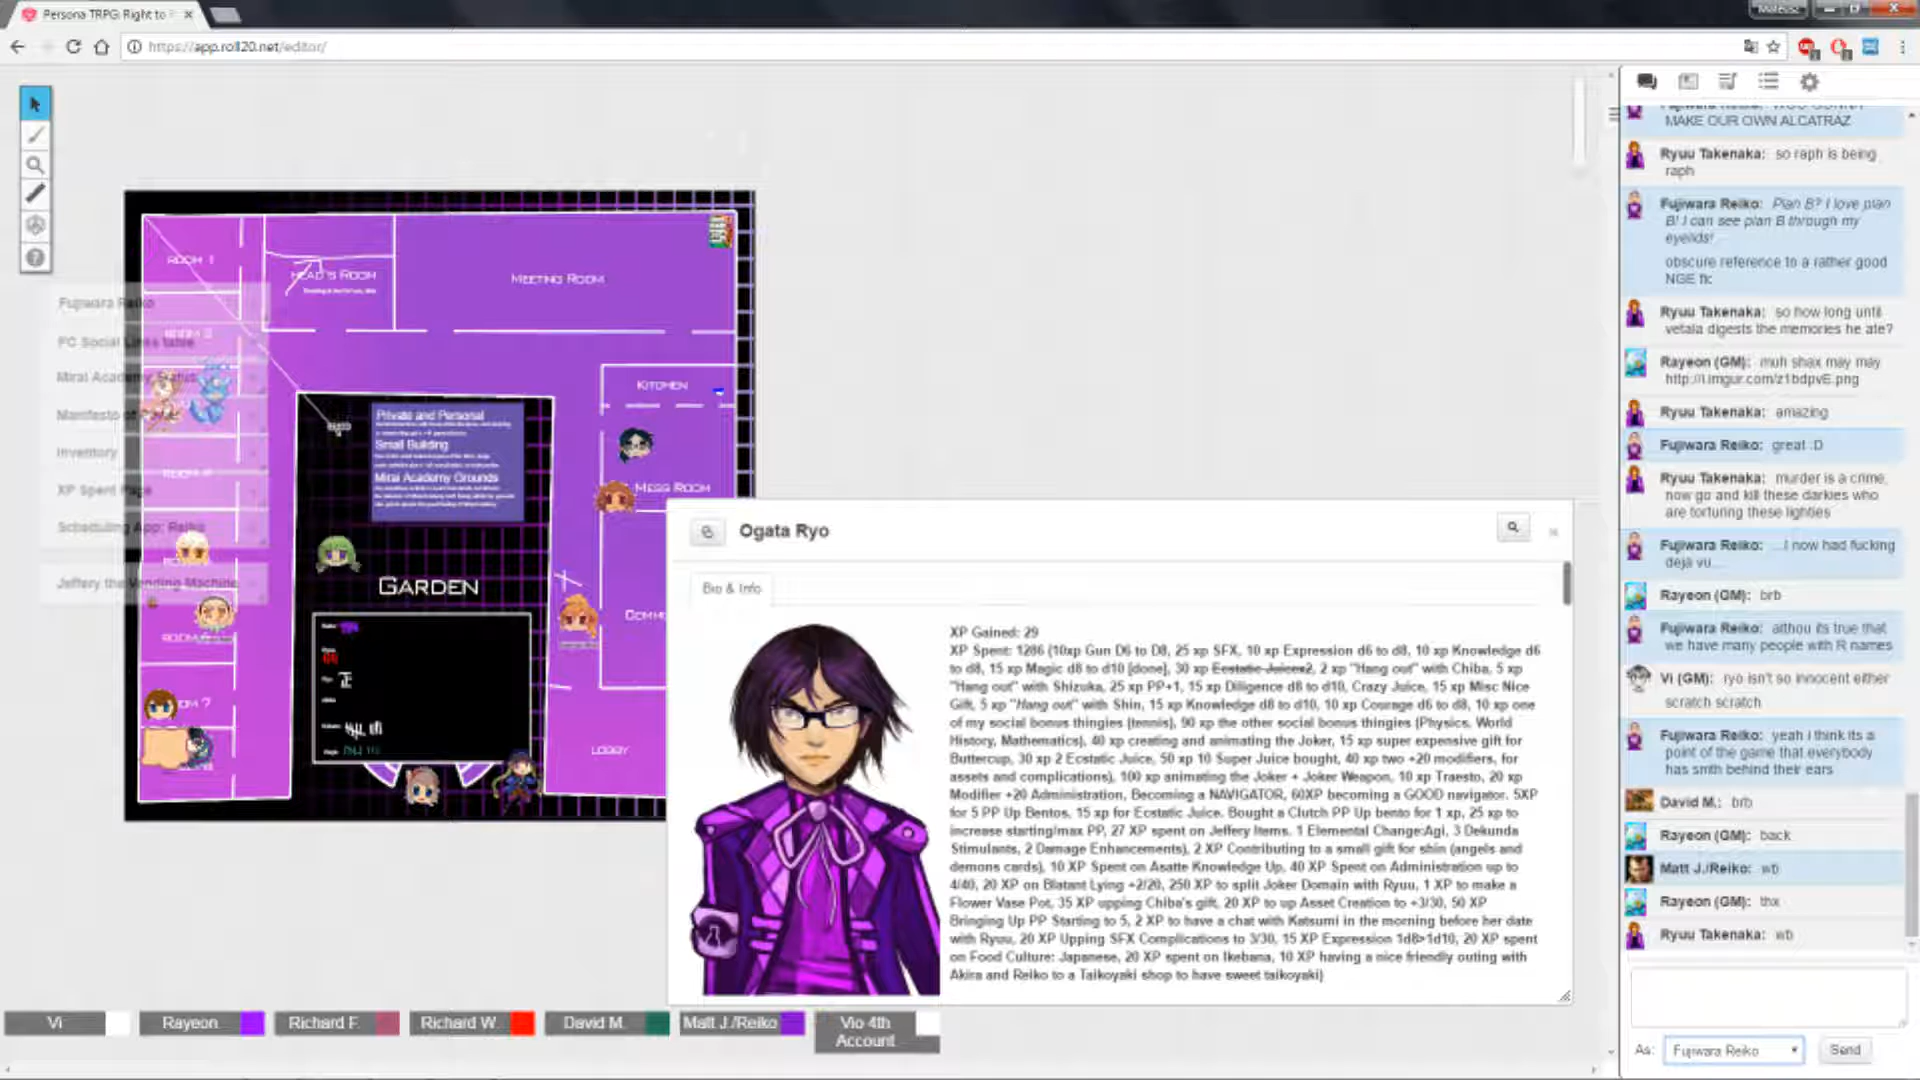 Persona TRPG: Right to
Mateusz
https://app.roll20.net/editor/
ROOM 1
HEAD'S ROOM
MEETING ROOM
Fujiwara Reiko
PC Social Links table
Mirai Academy Status
Manifesto of
Inventory
XP Spent Page
Scheduling App: Reiko
Jeffery the Vending Machine
KITCHEN
MESS ROOM
Private and Personal
Small Building
Mirai Academy Grounds
GARDEN
LOBBY
Ogata Ryo
Bio & Info
XP Gained: 29
XP Spent: 1286 (10xp Gun D6 to D8, 25 xp SFX, 10 xp Expression d6 to d8, 10 xp Knowledge d6
to d8, 15 xp Magic d8 to d10 [done], 30 xp Ecstatic Juicex2, 2 xp "Hang out" with Chiba, 5 xp
"Hang out" with Shizuka, 25 xp PP+1, 15 xp Diligence d8 to d10, Crazy Juice, 15 xp Misc Nice
Gift, 5 xp "Hang out" with Shin, 15 xp Knowledge d8 to d10, 10 xp Courage d6 to d8, 10 xp one
of my social bonus thingies (tennis), 90 xp the other social bonus thingies (Physics, World
History, Mathematics), 40 xp creating and animating the Joker, 15 xp super expensive gift for
Buttercup, 30 xp 2 Ecstatic Juice, 50 xp 10 Super Juice bought, 40 xp two +20 modifiers, for
assets and complications), 100 xp animating the Joker + Joker Weapon, 10 xp Traesto, 20 xp
Modifier +20 Administration, Becoming a NAVIGATOR, 60XP becoming a GOOD navigator. 5XP
for 5 PP Up Bentos, 15 xp for Ecstatic Juice. Bought a Clutch PP Up bento for 1 xp, 25 xp to
increase starting/max PP, 27 XP spent on Jeffery Items, 1 Elemental Change:Agi, 3 Dekunda
Stimulants, 2 Damage Enhancements), 2 XP Contributing to a small gift for shin (angels and
demons cards), 10 XP Spent on Asatte Knowledge Up, 40 XP Spent on Administration up to
4/40, 20 XP on Blatant Lying +2/20, 250 XP to split Joker Domain with Ryuu, 1 XP to make a
Flower Vase Pot, 35 XP upping Chiba's gift, 20 XP to up Asset Creation to +3/30, 50 XP
Bringing Up PP Starting to 5, 2 XP to have a chat with Katsumi in the morning before her date
with Ryuu, 20 XP Upping SFX Complications to 3/30, 15 XP Expression 1d8>1d10, 20 XP spent
on Food Culture: Japanese, 20 XP spent on Ikebana, 10 XP having a nice friendly outing with
Akira and Reiko to a Taikoyaki shop to have sweet taikoyaki)
MAKE OUR OWN ALCATRAZ
Ryuu Takenaka: so raph is being
raph
Fujiwara Reiko: Plan B? I love plan
B! I can see plan B through my
eyelids!
obscure reference to a rather good
NGE fic
Ryuu Takenaka: so how long until
vetala digests the memories he ate?
Rayeon (GM): muh shax may may
http://i.imgur.com/z1bdpvE.png
Ryuu Takenaka: amazing
Fujiwara Reiko: great :D
Ryuu Takenaka: murder is a crime,
now go and kill these darkies who
are torturing these lighties
Fujiwara Reiko: ...I now had fucking
deja vu...
Rayeon (GM): brb
Fujiwara Reiko: althou its true that
we have many people with R names
Vi (GM): ryo isn't so innocent either
scratch scratch
Fujiwara Reiko: yeah i think its a
point of the game that everybody
has smth behind their ears
David M.: brb
Rayeon (GM): back
Matt J./Reiko: wb
Rayeon (GM): thx
Ryuu Takenaka: wb
As: Fujiwara Reiko
Send
Vi
Rayeon
Richard F.
Richard W.
David M.
Matt J./Reiko
Vio 4th
Account